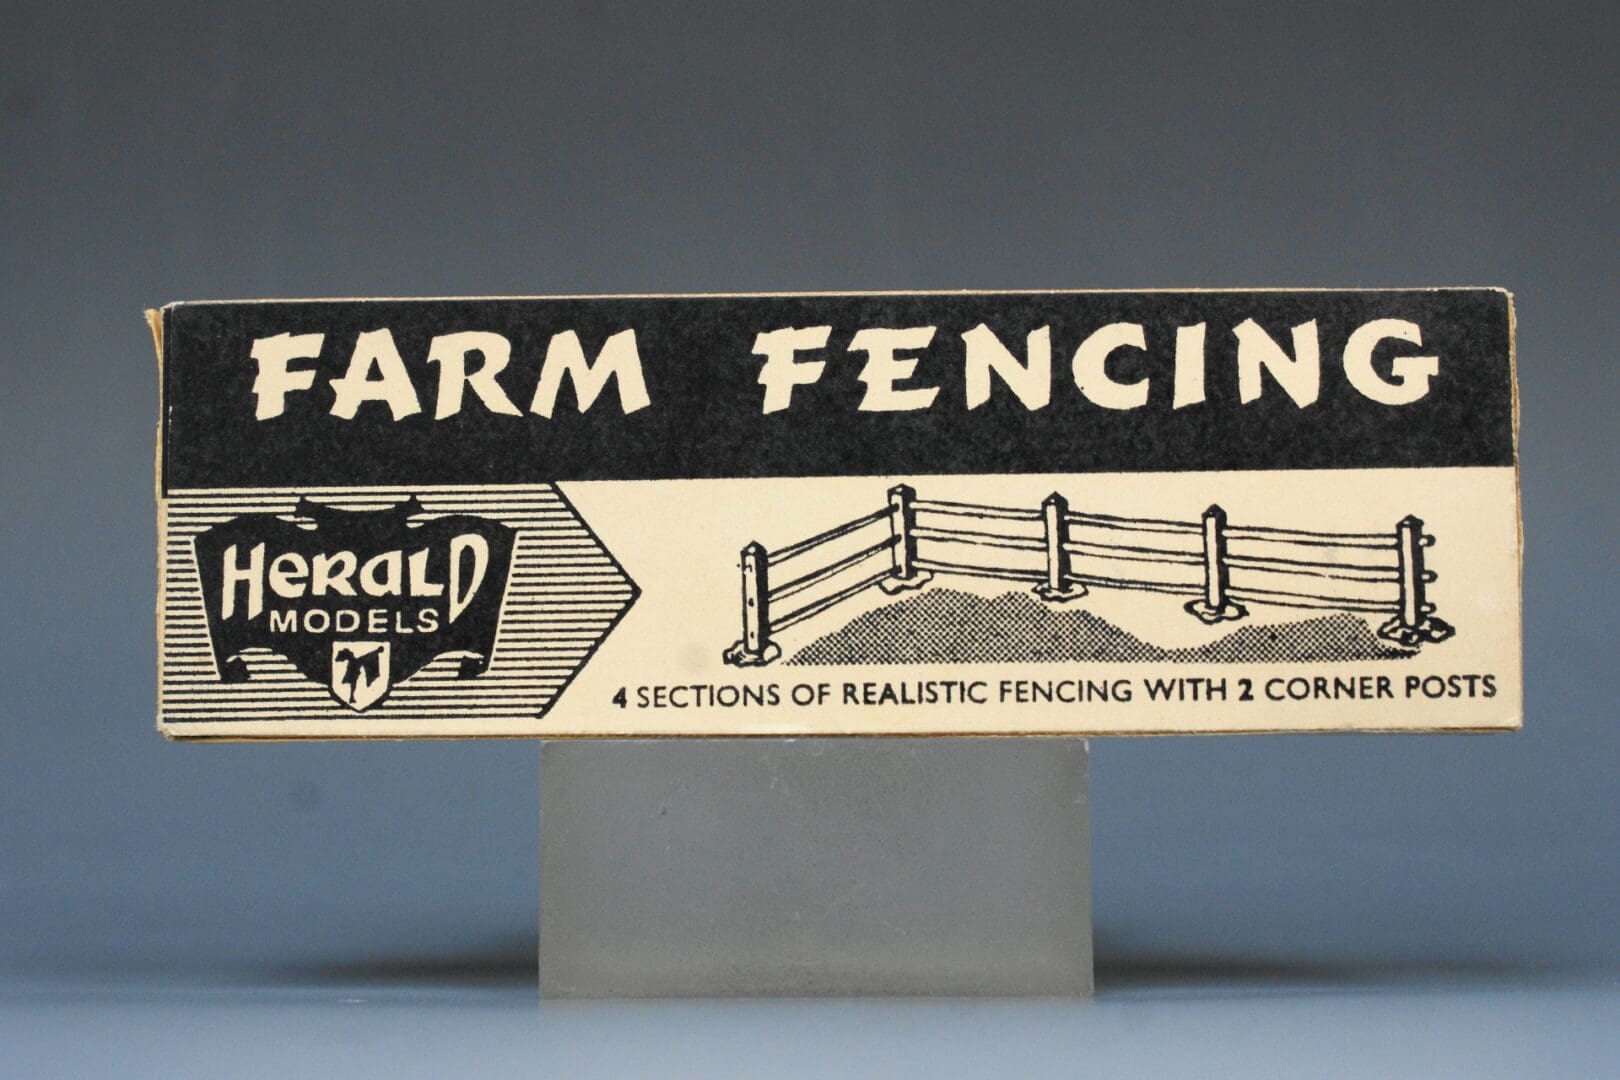 FARM FENCING
HERALD
MODELS
4 SECTIONS OF REALISTIC FENCING WITH 2 CORNER POSTS